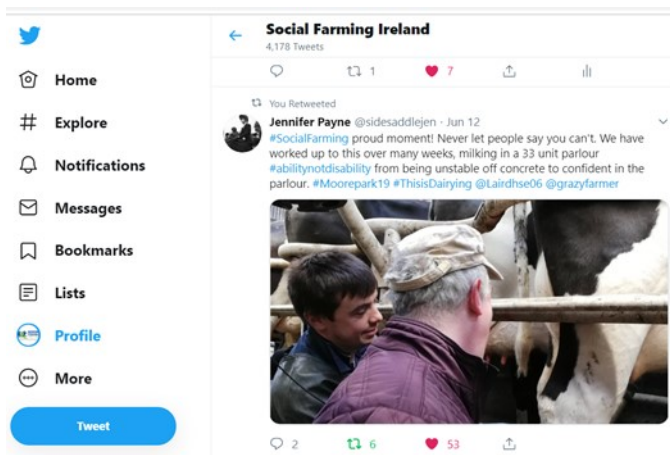 Social Farming Ireland
4,178 Tweets
1
7
Home
Explore
Notifications
Messages
Bookmarks
Lists
Profile
More
Tweet
You Retweeted
Jennifer Payne @sidesaddlejen · Jun 12
#SocialFarming proud moment! Never let people say you can't. We have
worked up to this over many weeks, milking in a 33 unit parlour
#abilitynotdisability from being unstable off concrete to confident in the
parlour. #Moorepark19 #ThisisDairying @Lairdhse06 @grazyfarmer
2
6
53